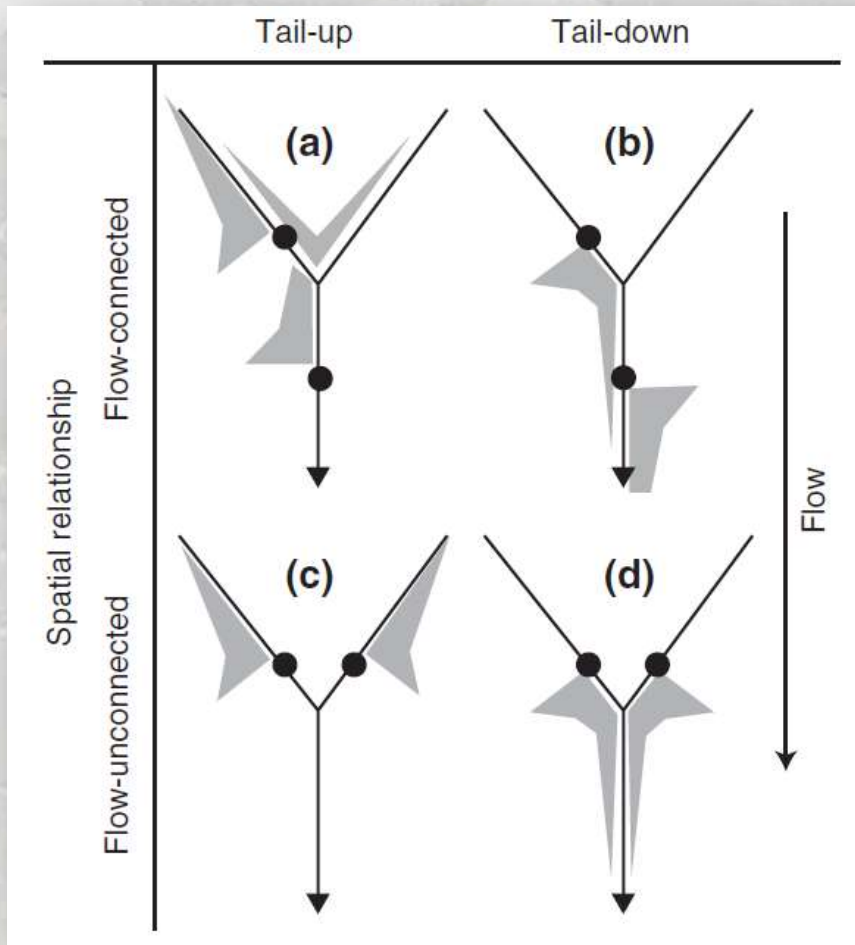 Tail-up Tail-down
(a) (b)
Flow-connected
Spatial relationship
Flow
(c) (d)
Flow-unconnected